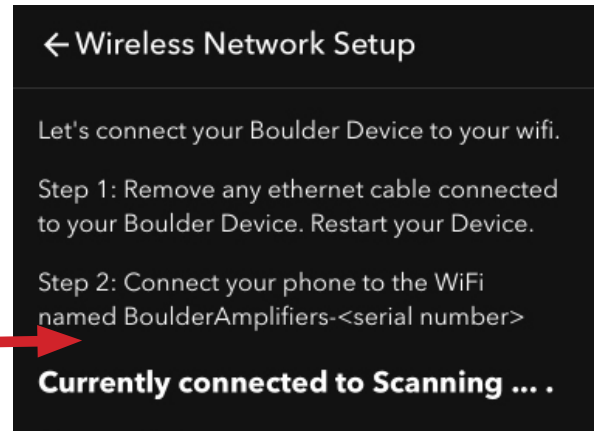 ←Wireless Network Setup
Let's connect your Boulder Device to your wifi.
Step 1: Remove any ethernet cable connected
to your Boulder Device. Restart your Device.
Step 2: Connect your phone to the WiFi
named BoulderAmplifiers-<serial number>
Currently connected to Scanning ... .